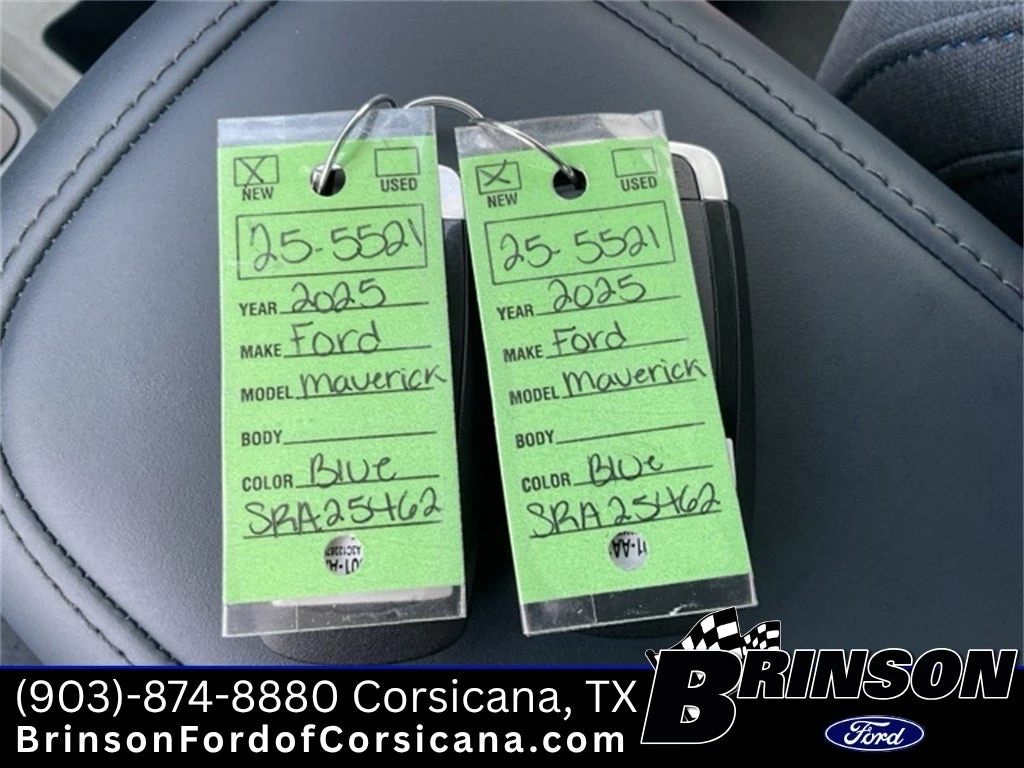 NEW USED
25-5521
YEAR 2025
MAKE Ford
MODEL Maverick
BODY
COLOR Blue
SRA25462
NEW USED
25-5521
YEAR 2025
MAKE Ford
MODEL Maverick
BODY
COLOR Blue
SRA25462
(903)-874-8880 Corsicana, TX
BrinsonFordofCorsicana.com
BRINSON
Ford